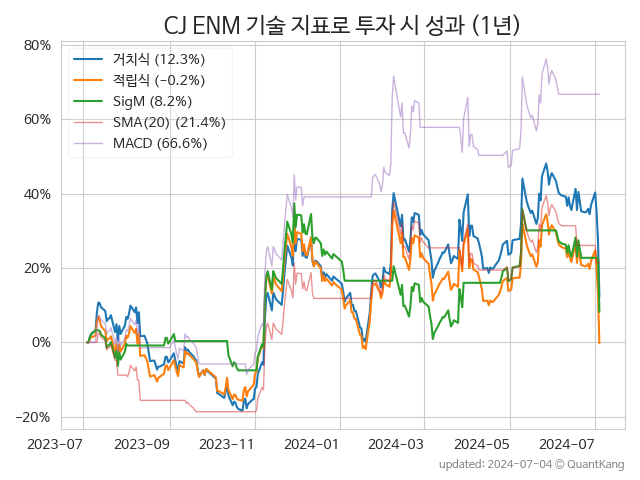 CJ ENM 기술 지표로 투자 시 성과 (1년)
80%
60%
40%
20%
0%
−20%
거치식 (12.3%)
적립식 (−0.2%)
SigM (8.2%)
SMA(20) (21.4%)
MACD (66.6%)
2023-07 2023-09 2023-11 2024-01 2024-03 2024-05 2024-07
updated: 2024-07-04 © QuantKang